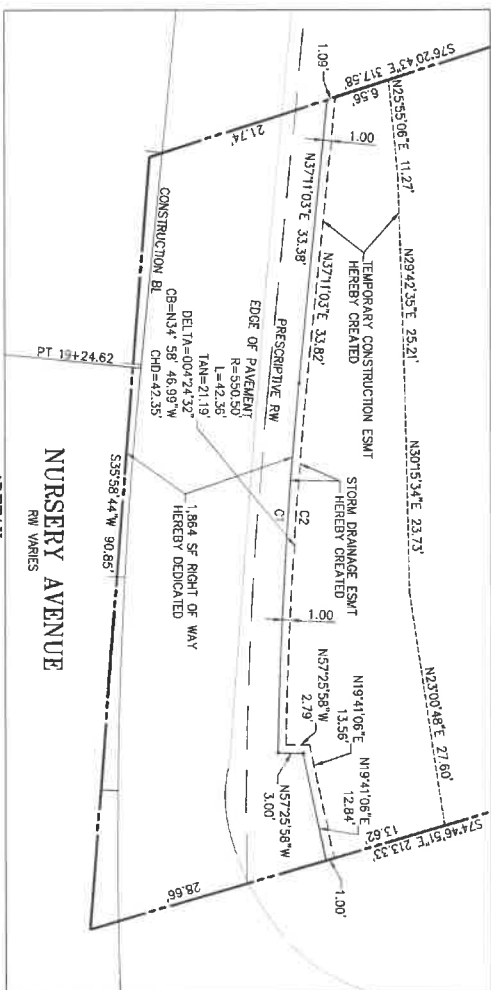 S76°20'43"E 317.58'
6.56'
1.09'
21.74'
N25°55'06"E 11.27'
N29°42'35"E 25.21'
N30°15'34"E 23.73'
N23°00'48"E 27.60'
1.00
TEMPORARY CONSTRUCTION ESMT
HEREBY CREATED
N37°11'03"E 33.82'
N37°11'03"E 33.38'
STORM DRAINAGE ESMT
HEREBY CREATED
C2
C1
1.00
N19°41'06"E
13.56'
N19°41'06"E
12.84'
N57°25'58"W
2.79'
N57°25'58"W
3.00'
S74°46'51"E 213.33'
13.62'
1.00'
28.66'
PRESCRIPTIVE RW
EDGE OF PAVEMENT
R=550.50'
L=42.36'
TAN=21.19'
DELTA=004°24'32"
CB=N34° 58' 46.99"W
CHD=42.35'
1,864 SF RIGHT OF WAY
HEREBY DEDICATED
CONSTRUCTION BL
PT 19+24.62
S35°58'44"W 90.85'
NURSERY AVENUE
RW VARIES